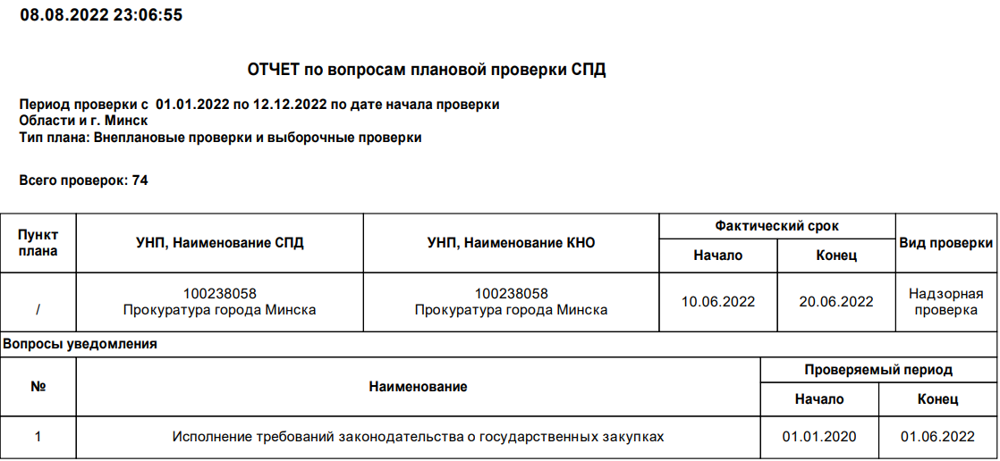 08.08.2022 23:06:55
ОТЧЕТ по вопросам плановой проверки СПД
Период проверки с 01.01.2022 по 12.12.2022 по дате начала проверки
Области и г. Минск
Тип плана: Внеплановые проверки и выборочные проверки
Всего проверок: 74
Пункт плана
УНП, Наименование СПД
УНП, Наименование КНО
Фактический срок
Начало
Конец
Вид проверки
/
100238058
Прокуратура города Минска
100238058
Прокуратура города Минска
10.06.2022
20.06.2022
Надзорная
проверка
Вопросы уведомления
№
Наименование
Проверяемый период
Начало
Конец
1
Исполнение требований законодательства о государственных закупках
01.01.2020
01.06.2022